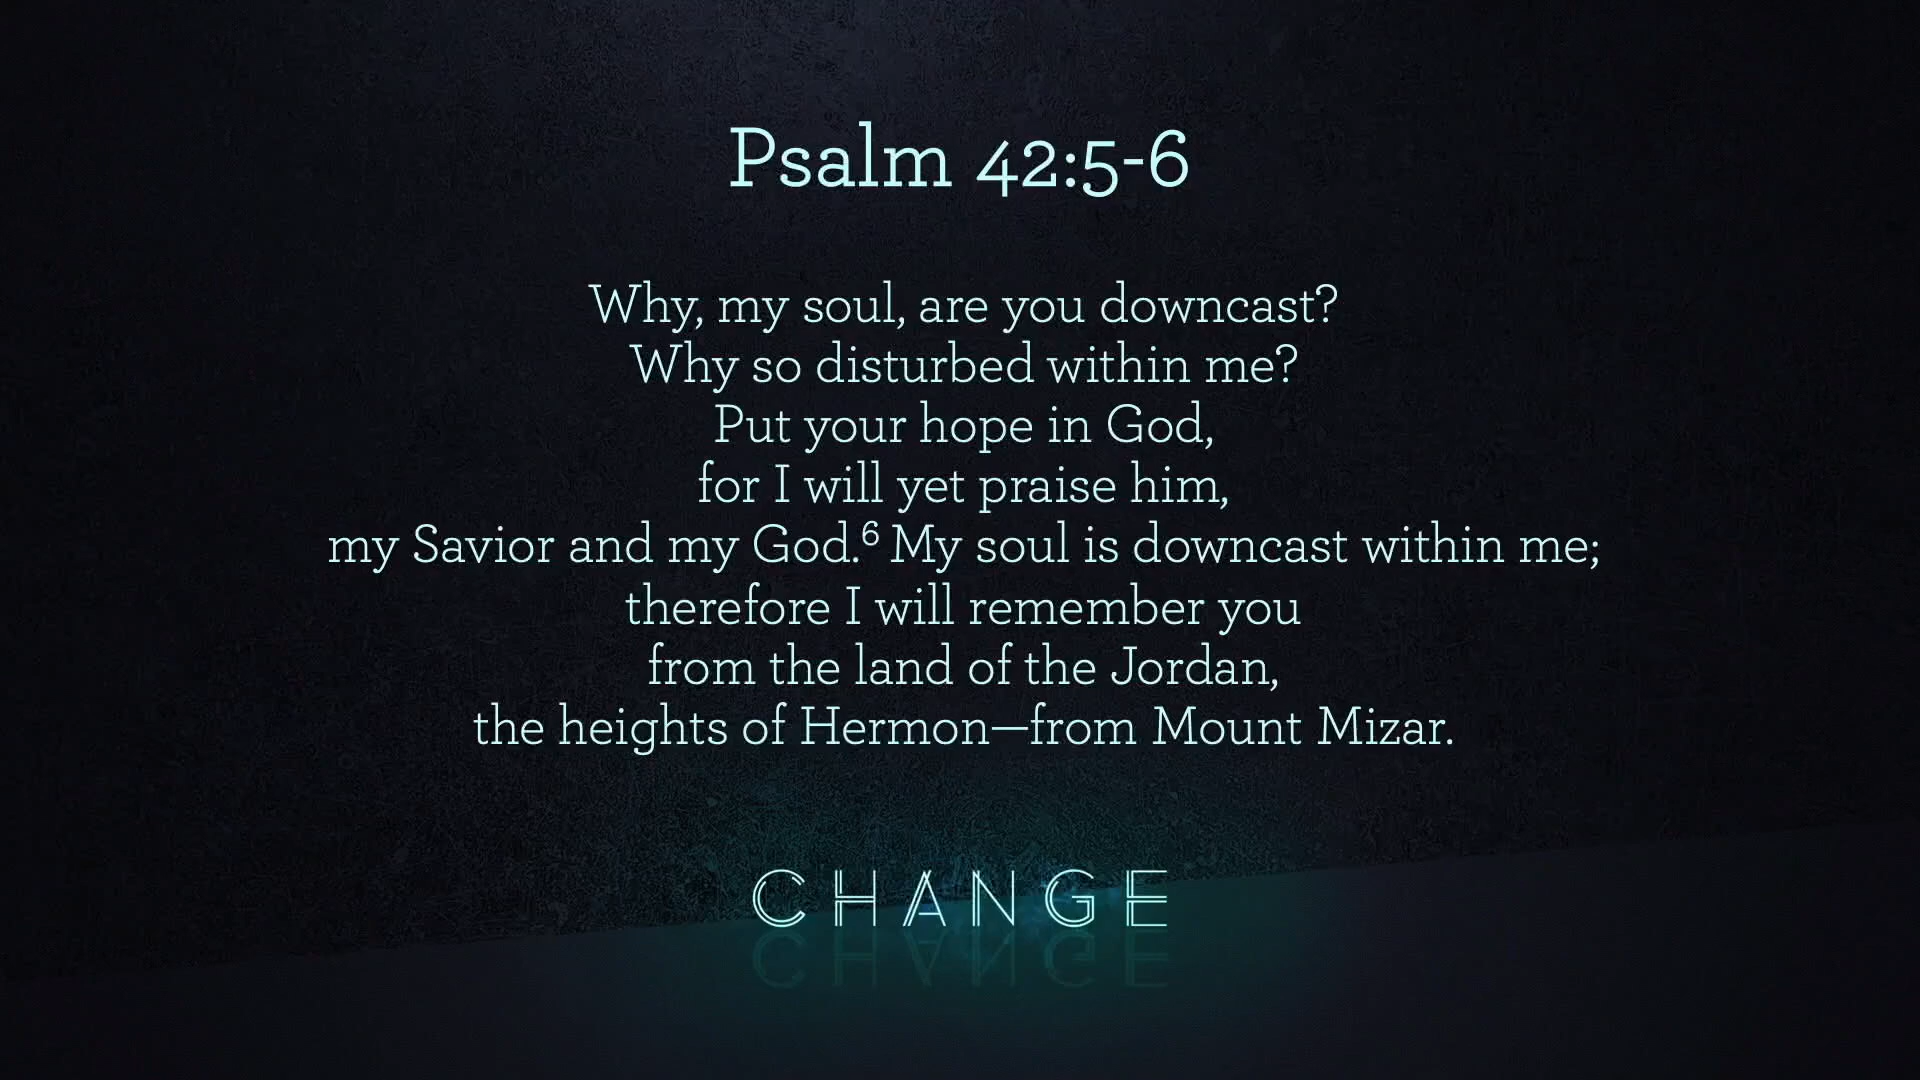 Psalm 42:5-6
Why, my soul, are you downcast?
Why so disturbed within me?
Put your hope in God,
for I will yet praise him,
my Savior and my God.⁶ My soul is downcast within me;
therefore I will remember you
from the land of the Jordan,
the heights of Hermon—from Mount Mizar.
CHANGE